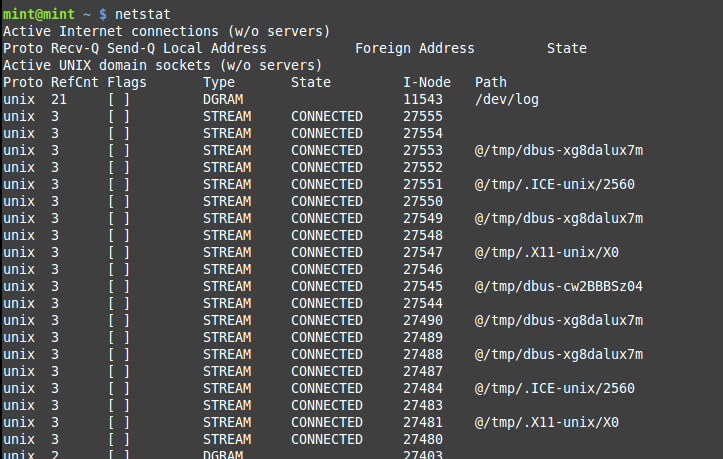 mint@mint ~ $ netstat
Active Internet connections (w/o servers)
Proto Recv-Q Send-Q Local Address           Foreign Address         State
Active UNIX domain sockets (w/o servers)
Proto RefCnt Flags       Type       State         I-Node   Path
unix  21     [ ]         DGRAM                    11543    /dev/log
unix  3      [ ]         STREAM     CONNECTED     27555
unix  3      [ ]         STREAM     CONNECTED     27554
unix  3      [ ]         STREAM     CONNECTED     27553    @/tmp/dbus-xg8dalux7m
unix  3      [ ]         STREAM     CONNECTED     27552
unix  3      [ ]         STREAM     CONNECTED     27551    @/tmp/.ICE-unix/2560
unix  3      [ ]         STREAM     CONNECTED     27550
unix  3      [ ]         STREAM     CONNECTED     27549    @/tmp/dbus-xg8dalux7m
unix  3      [ ]         STREAM     CONNECTED     27548
unix  3      [ ]         STREAM     CONNECTED     27547    @/tmp/.X11-unix/X0
unix  3      [ ]         STREAM     CONNECTED     27546
unix  3      [ ]         STREAM     CONNECTED     27545    @/tmp/dbus-cw2BBBSz04
unix  3      [ ]         STREAM     CONNECTED     27544
unix  3      [ ]         STREAM     CONNECTED     27490    @/tmp/dbus-xg8dalux7m
unix  3      [ ]         STREAM     CONNECTED     27489
unix  3      [ ]         STREAM     CONNECTED     27488    @/tmp/dbus-xg8dalux7m
unix  3      [ ]         STREAM     CONNECTED     27487
unix  3      [ ]         STREAM     CONNECTED     27484    @/tmp/.ICE-unix/2560
unix  3      [ ]         STREAM     CONNECTED     27483
unix  3      [ ]         STREAM     CONNECTED     27481    @/tmp/.X11-unix/X0
unix  3      [ ]         STREAM     CONNECTED     27480
unix  2      [ ]         DGRAM                    27403